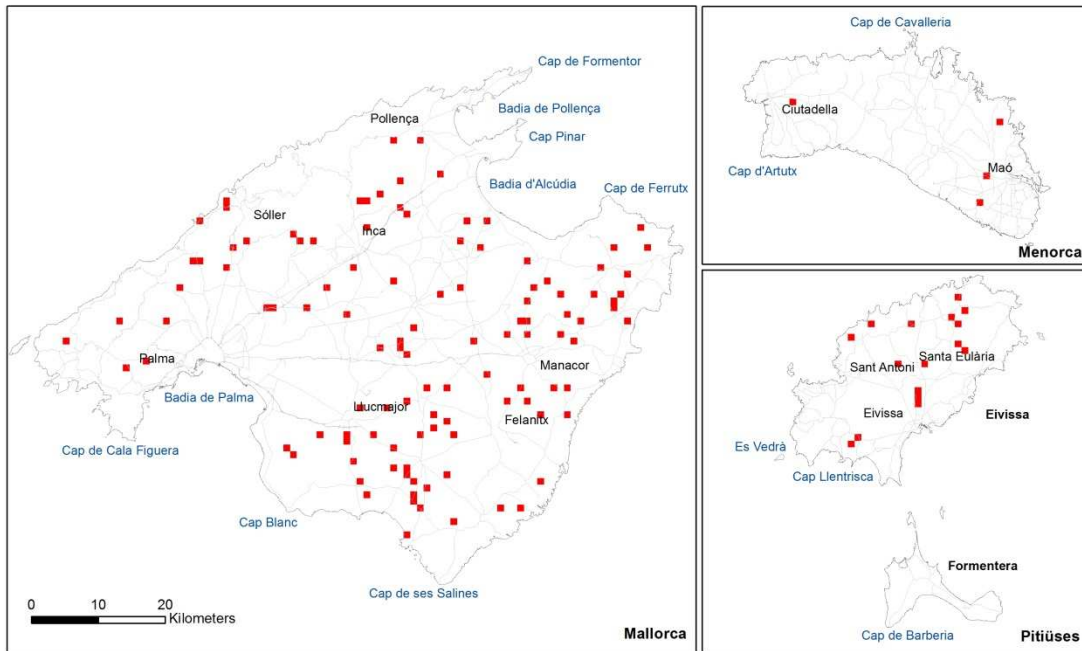 Cap de Formentor
Pollença
Badia de Pollença
Cap Pinar
Badia d'Alcúdia
Cap de Ferrutx
Sóller
Inca
Palma
Manacor
Badia de Palma
Llucmajor
Felanitx
Cap de Cala Figuera
Cap Blanc
Cap de ses Salines
0 10 20
Kilometers
Mallorca
Cap de Cavalleria
Ciutadella
Cap d'Artutx
Maó
Menorca
Sant Antoni
Santa Eulària
Eivissa
Eivissa
Es Vedrà
Cap Llentrisca
Formentera
Cap de Barberia
Pitiüses